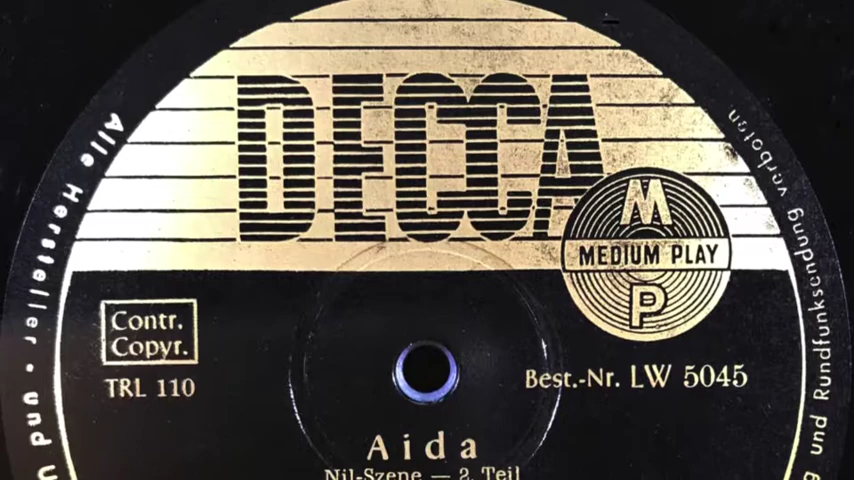 DECCA
M
MEDIUM PLAY
P
Contr.
Copyr.
TRL 110
Best.-Nr. LW 5045
Aida
Nil-Szene — 2. Teil
Alle Hersteller - und U
g und Rundfunksendung verboten